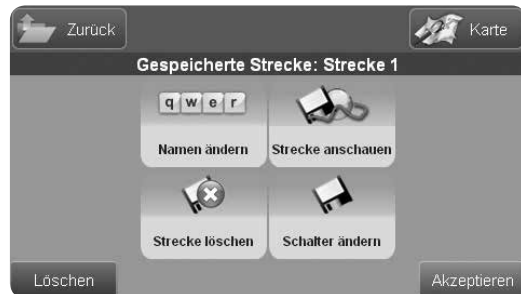 Zurück
Karte
Gespeicherte Strecke: Strecke 1
q w e r
Namen ändern
Strecke anschauen
Strecke löschen
Schalter ändern
Löschen
Akzeptieren